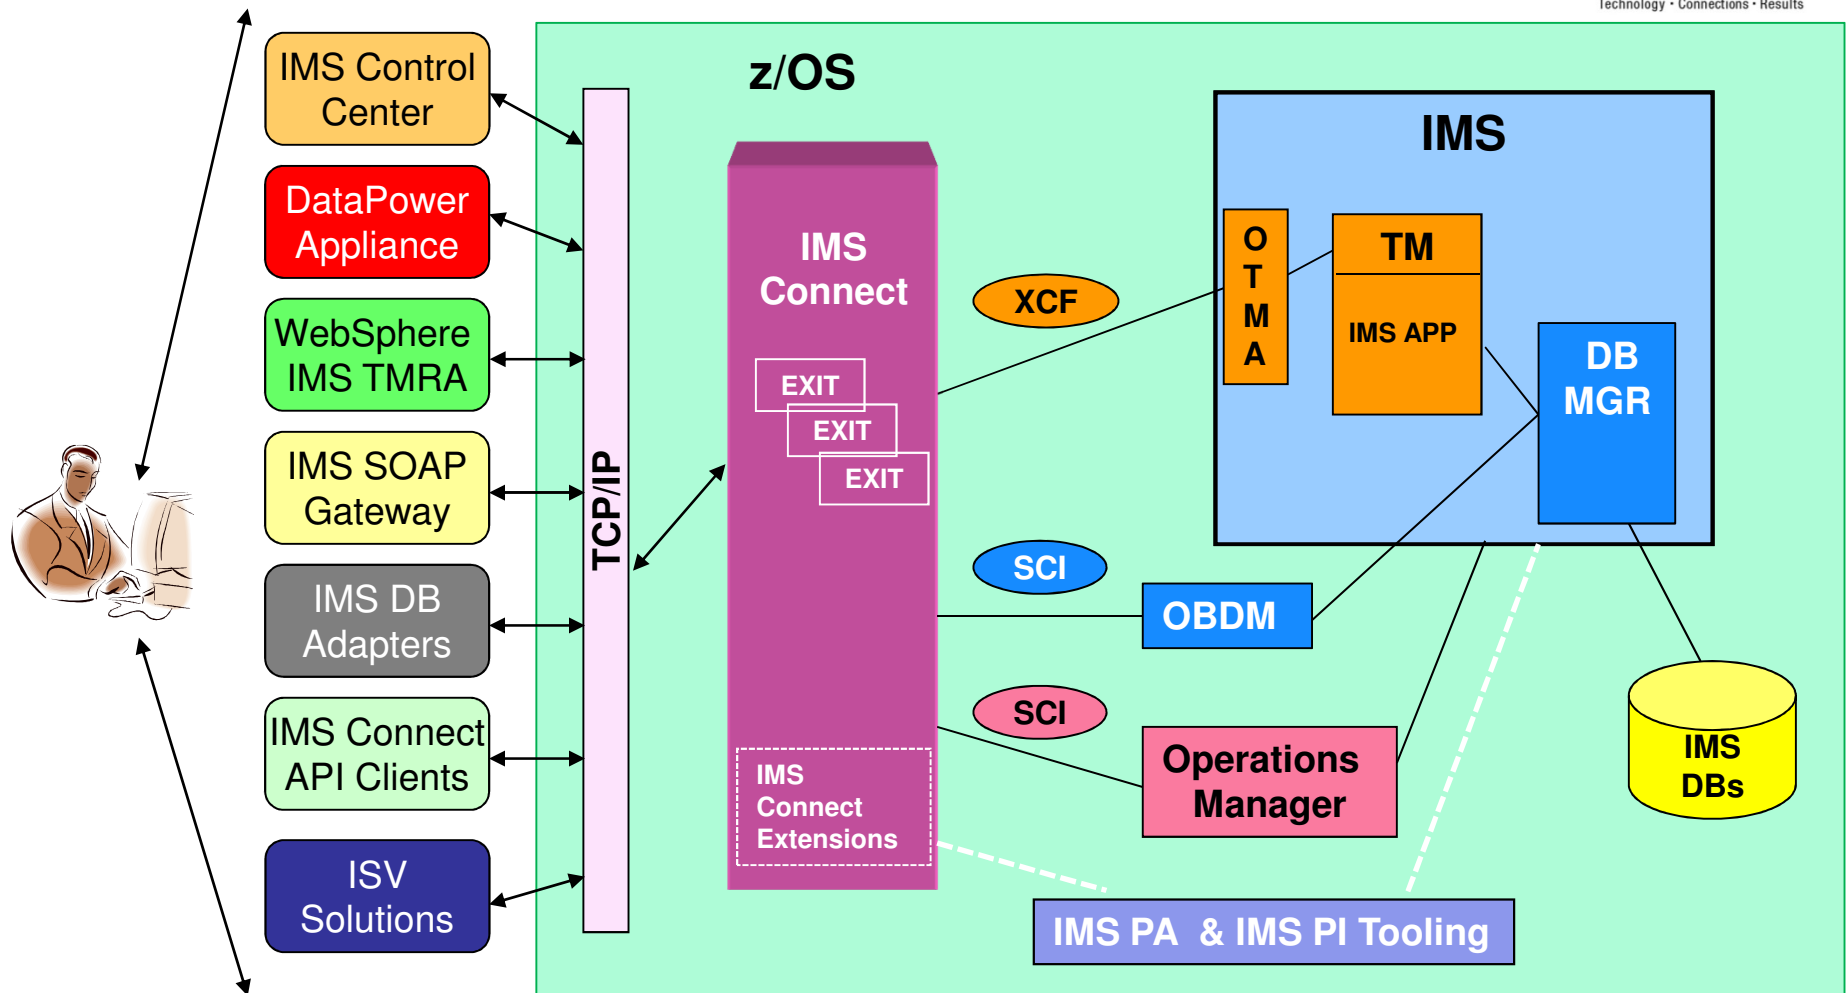 Technology • Connections • Results
IMS Control
Center
DataPower
Appliance
WebSphere
IMS TMRA
IMS SOAP
Gateway
IMS DB
Adapters
IMS Connect
API Clients
ISV
Solutions
TCP/IP
z/OS
IMS
Connect
EXIT
EXIT
EXIT
IMS
Connect
Extensions
XCF
SCI
SCI
OBDM
Operations
Manager
IMS
O
T
M
A
TM
IMS APP
DB
MGR
IMS
DBs
IMS PA & IMS PI Tooling